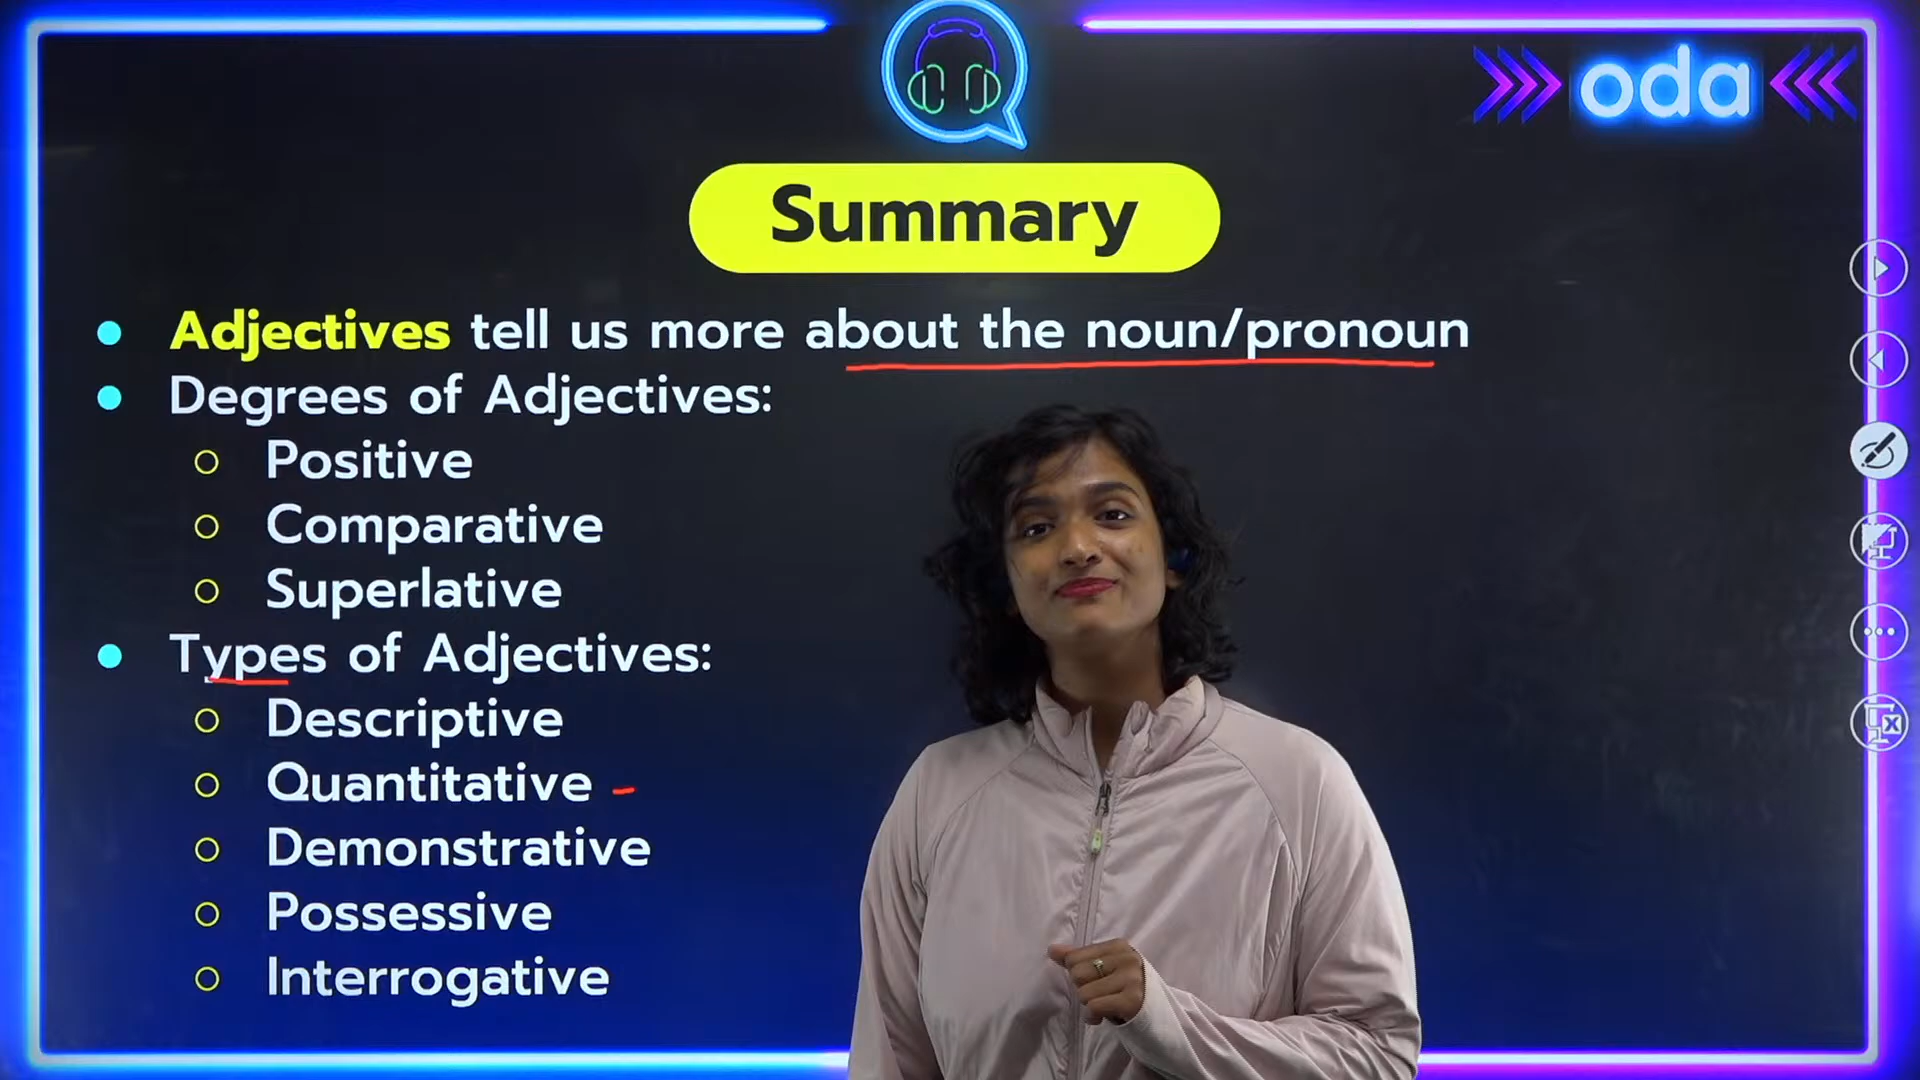 oda
Summary
Adjectives tell us more about the noun/pronoun
Degrees of Adjectives:
Positive
Comparative
Superlative
Types of Adjectives:
Descriptive
Quantitative
Demonstrative
Possessive
Interrogative